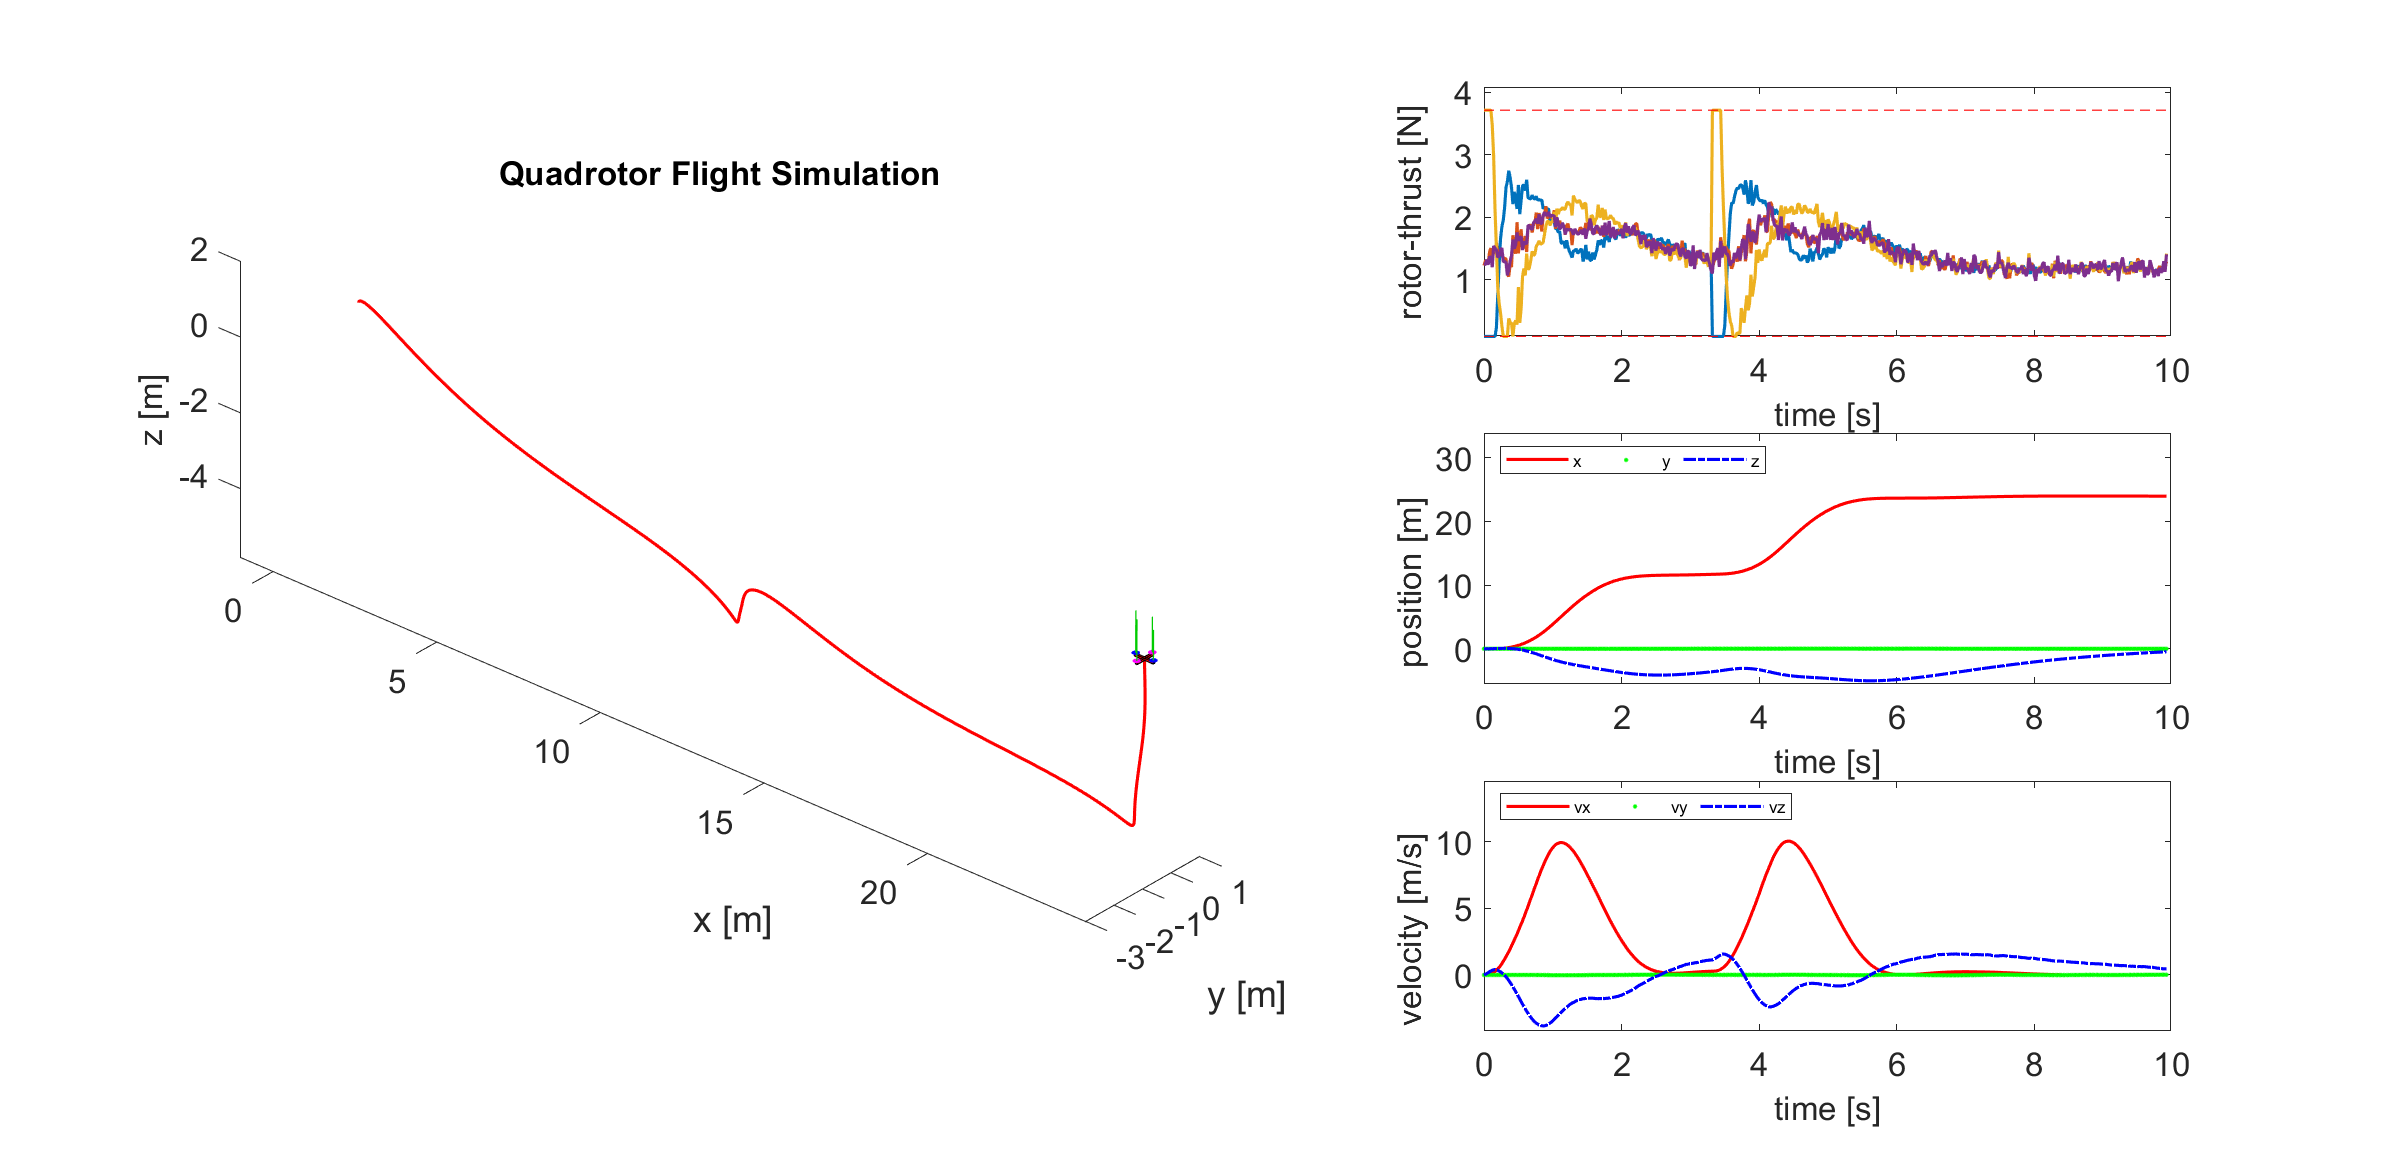 Quadrotor Flight Simulation
2
0
-2
-4
z [m]
0
5
10
15
20
x [m]
-3
-2
-1
0
1
y [m]
4
3
2
1
rotor-thrust [N]
0 2 4 6 8 10
time [s]
x y z
30
20
10
0
position [m]
0 2 4 6 8 10
time [s]
vx vy vz
10
5
0
velocity [m/s]
0 2 4 6 8 10
time [s]